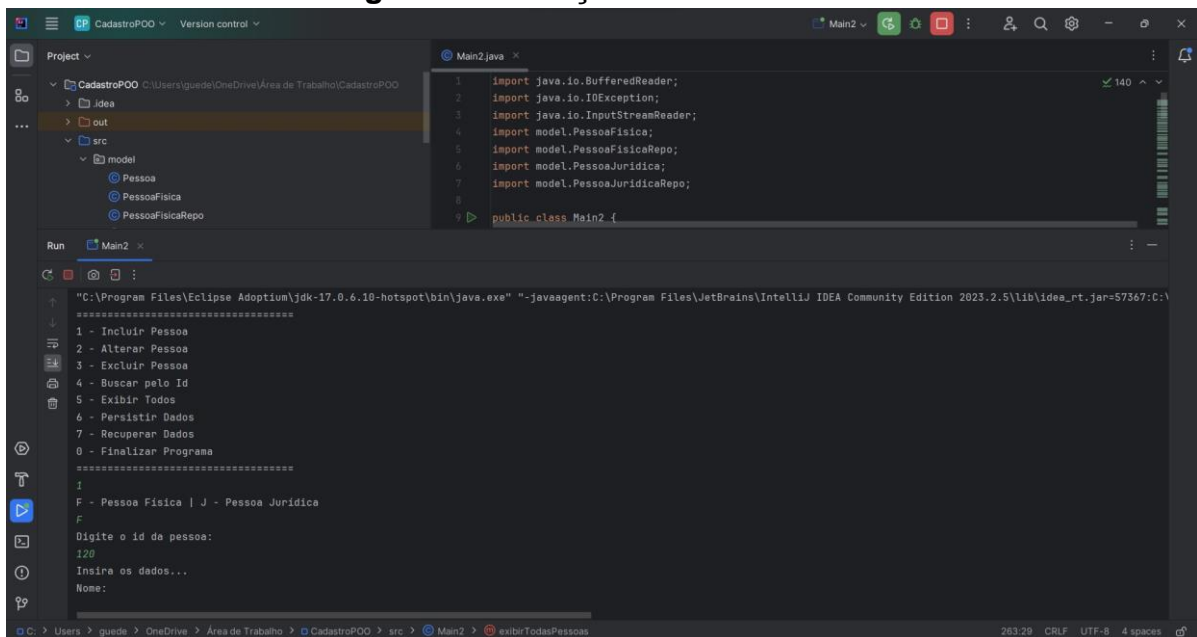 CP CadastroPOO Version control Main2
Project
Main2.java
CadastroPOO C:\Users\guede\OneDrive\Área de Trabalho\CadastroPOO
.idea
out
src
model
Pessoa
PessoaFisica
PessoaFisicaRepo
1 import java.io.BufferedReader;
2 import java.io.IOException;
3 import java.io.InputStreamReader;
4 import model.PessoaFisica;
5 import model.PessoaFisicaRepo;
6 import model.PessoaJuridica;
7 import model.PessoaJuridicaRepo;
8
9 public class Main2 {
140
Run Main2
"C:\Program Files\Eclipse Adoptium\jdk-17.0.6.10-hotspot\bin\java.exe" "-javaagent:C:\Program Files\JetBrains\IntelliJ IDEA Community Edition 2023.2.5\lib\idea_rt.jar=57367:C:\
===================================
1 - Incluir Pessoa
2 - Alterar Pessoa
3 - Excluir Pessoa
4 - Buscar pelo Id
5 - Exibir Todos
6 - Persistir Dados
7 - Recuperar Dados
0 - Finalizar Programa
===================================
1
F - Pessoa Física | J - Pessoa Jurídica
F
Digite o id da pessoa:
120
Insira os dados...
Nome:
C: > Users > guede > OneDrive > Área de Trabalho > CadastroPOO > src > Main2 > exibirTodasPessoas 263:29 CRLF UTF-8 4 spaces